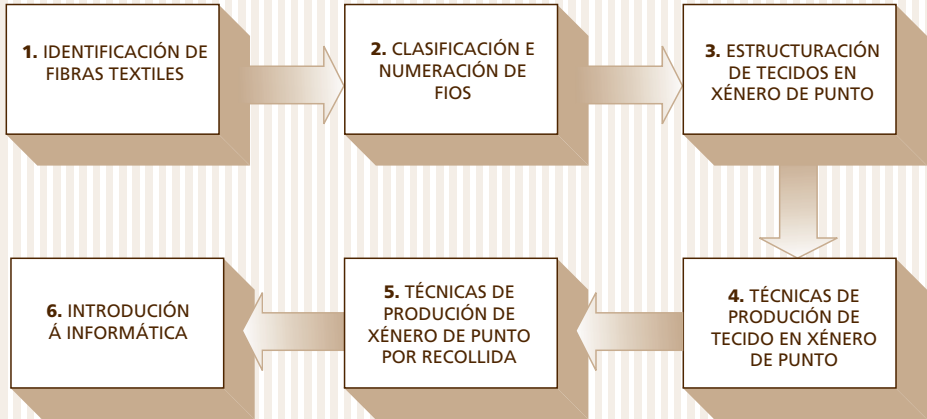 1. IDENTIFICACIÓN DE
FIBRAS TEXTILES
2. CLASIFICACIÓN E
NUMERACIÓN DE
FIOS
3. ESTRUCTURACIÓN
DE TECIDOS EN
XÉNERO DE PUNTO
4. TÉCNICAS DE
PRODUCIÓN DE
TECIDO EN XÉNERO
DE PUNTO
5. TÉCNICAS DE
PRODUCIÓN DE
XÉNERO DE PUNTO
POR RECOLLIDA
6. INTRODUCIÓN
Á INFORMÁTICA